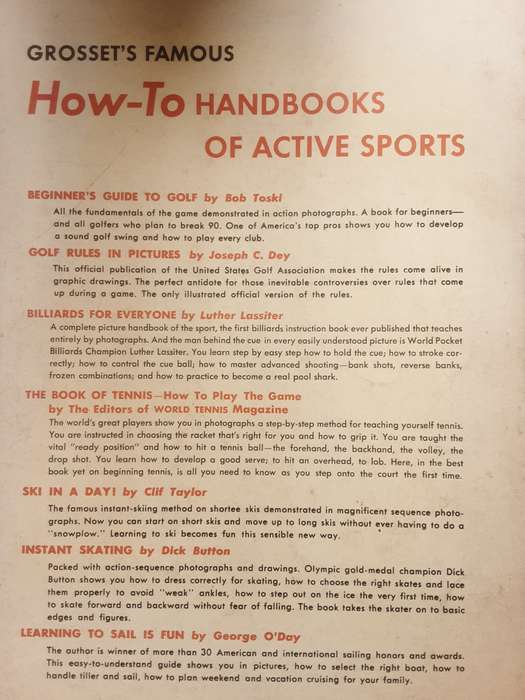 GROSSET'S FAMOUS
How-To HANDBOOKS
OF ACTIVE SPORTS
BEGINNER'S GUIDE TO GOLF by Bob Toski
All the fundamentals of the game demonstrated in action photographs. A book for beginners—
and all golfers who plan to break 90. One of America's top pros shows you how to develop
a sound golf swing and how to play every club.
GOLF RULES IN PICTURES by Joseph C. Dey
This official publication of the United States Golf Association makes the rules come alive in
graphic drawings. The perfect antidote for those inevitable controversies over rules that come
up during a game. The only illustrated official version of the rules.
BILLIARDS FOR EVERYONE by Luther Lassiter
A complete picture handbook of the sport, the first billiards instruction book ever published that teaches
entirely by photographs. And the man behind the cue in every easily understood picture is World Pocket
Billiards Champion Luther Lassiter. You learn step by easy step how to hold the cue; how to stroke cor-
rectly; how to control the cue ball; how to master advanced shooting—bank shots, reverse banks,
frozen combinations; and how to practice to become a real pool shark.
THE BOOK OF TENNIS—How To Play The Game
by The Editors of WORLD TENNIS Magazine
The world's great players show you in photographs a step-by-step method for teaching yourself tennis.
You are instructed in choosing the racket that's right for you and how to grip it. You are taught the
vital "ready position" and how to hit a tennis ball—the forehand, the backhand, the volley, the
drop shot. You learn how to develop a good serve; to hit an overhead, to lob. Here, in the best
book yet on beginning tennis, is all you need to know as you step onto the court the first time.
SKI IN A DAY! by Clif Taylor
The famous instant-skiing method on shortee skis demonstrated in magnificent sequence photo-
graphs. Now you can start on short skis and move up to long skis without ever having to do a
"snowplow." Learning to ski becomes fun this sensible new way.
INSTANT SKATING by Dick Button
Packed with action-sequence photographs and drawings. Olympic gold-medal champion Dick
Button shows you how to dress correctly for skating, how to choose the right skates and lace
them properly to avoid "weak" ankles, how to step out on the ice the very first time, how
to skate forward and backward without fear of falling. The book takes the skater on to basic
edges and figures.
LEARNING TO SAIL IS FUN by George O'Day
The author is winner of more than 30 American and international sailing honors and awards.
This easy-to-understand guide shows you in pictures, how to select the right boat, how to
handle tiller and sail, how to plan weekend and vacation cruising for your family.